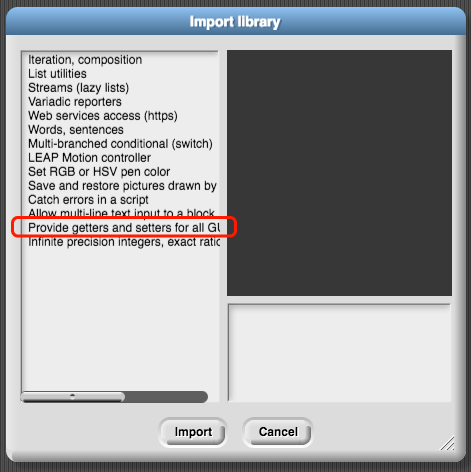 Import library
Iteration, composition
List utilities
Streams (lazy lists)
Variadic reporters
Web services access (https)
Words, sentences
Multi-branched conditional (switch)
LEAP Motion controller
Set RGB or HSV pen color
Save and restore pictures drawn by
Catch errors in a script
Allow multi-line text input to a block
Provide getters and setters for all GU
Infinite precision integers, exact ratio
Import
Cancel